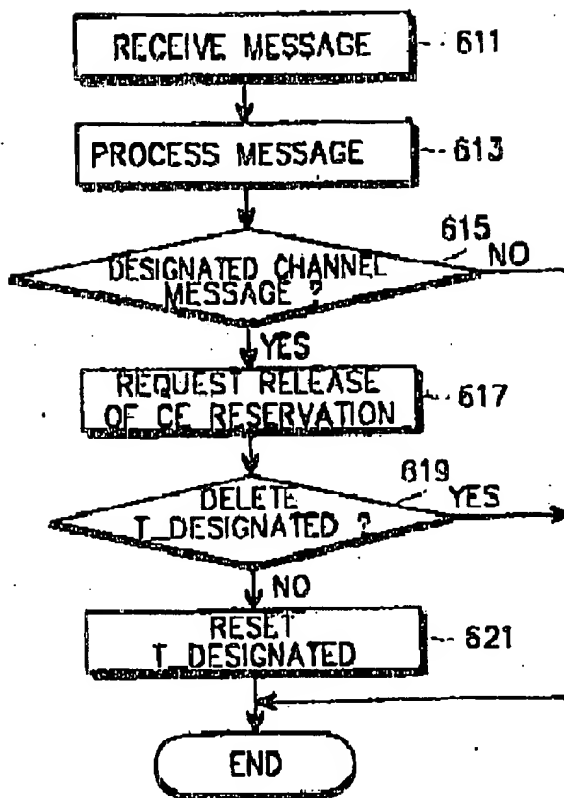 RECEIVE MESSAGE
611
PROCESS MESSAGE
613
615
DESIGNATED CHANNEL
MESSAGE ?
NO
YES
REQUEST RELEASE
OF CE RESERVATION
617
619
DELETE
T_DESIGNATED ?
YES
NO
RESET
T_DESIGNATED
621
END